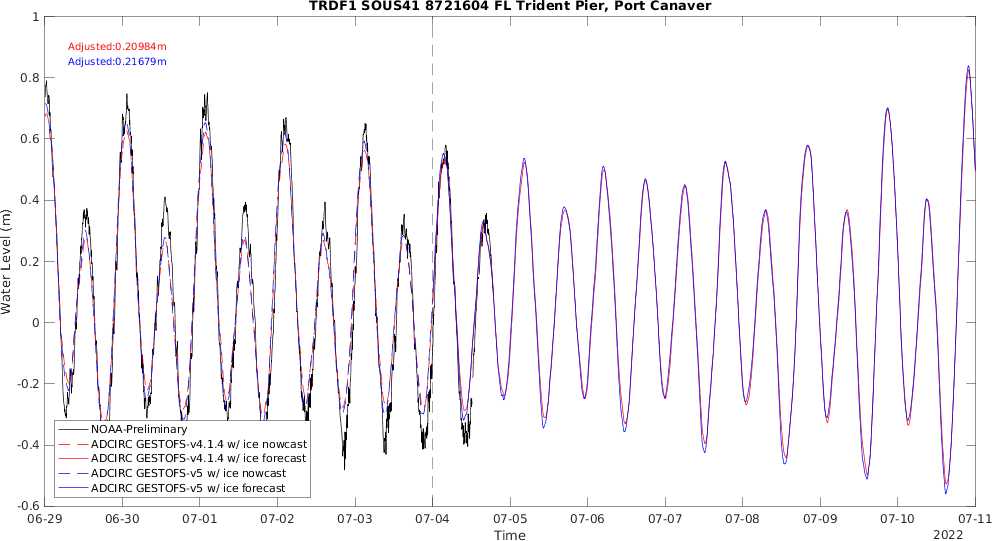 TRDF1 SOUS41 8721604 FL Trident Pier, Port Canaver
Adjusted:0.20984m
Adjusted:0.21679m
Water Level (m)
1
0.8
0.6
0.4
0.2
0
-0.2
-0.4
-0.6
NOAA-Preliminary
ADCIRC GESTOFS-v4.1.4 w/ ice nowcast
ADCIRC GESTOFS-v4.1.4 w/ ice forecast
ADCIRC GESTOFS-v5 w/ ice nowcast
ADCIRC GESTOFS-v5 w/ ice forecast
06-29 06-30 07-01 07-02 07-03 07-04 07-05 07-06 07-07 07-08 07-09 07-10 07-11
Time
2022